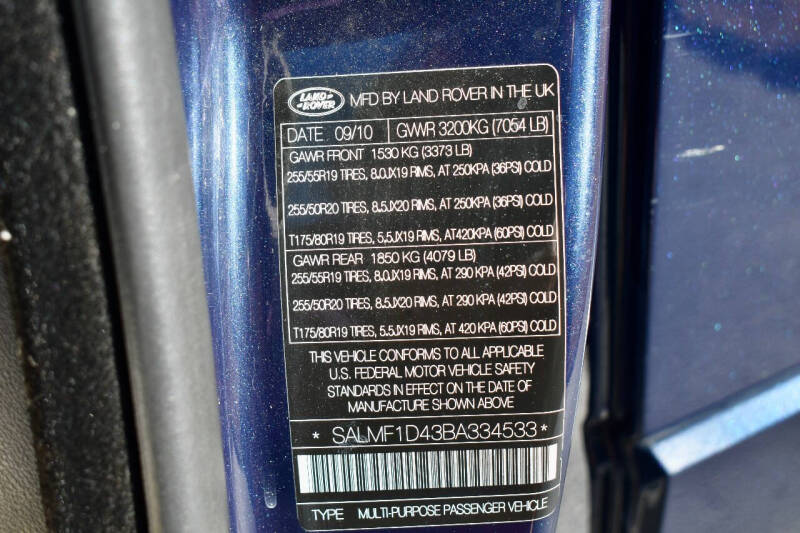 LAND ROVER MFD BY LAND ROVER IN THE UK
DATE 09/10 GWWR 3200KG (7054 LB)
GAWR FRONT 1530 KG (3373 LB)
255/55R19 TIRES, 8.0JX19 RIMS, AT 250KPA (36PSI) COLD
255/50R20 TIRES, 8.5JX20 RIMS, AT 250KPA (36PSI) COLD
T175/80R19 TIRES, 5.5JX19 RIMS, AT420KPA (60PSI) COLD
GAWR REAR 1850 KG (4079 LB)
255/55R19 TIRES, 8.0JX19 RIMS, AT 290 KPA (42PSI) COLD
255/50R20 TIRES, 8.5JX20 RIMS, AT 290 KPA (42PSI) COLD
T175/80R19 TIRES, 5.5JX19 RIMS, AT 420 KPA (60PSI) COLD
THIS VEHICLE CONFORMS TO ALL APPLICABLE
U.S. FEDERAL MOTOR VEHICLE SAFETY
STANDARDS IN EFFECT ON THE DATE OF
MANUFACTURE SHOWN ABOVE
* SALMF1D43BA334533 *
TYPE MULTI-PURPOSE PASSENGER VEHICLE